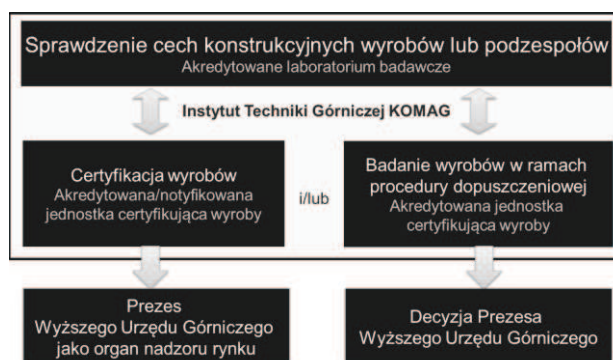 Sprawdzenie cech konstrukcyjnych wyrobów lub podzespołów
Akredytowane laboratorium badawcze
Instytut Techniki Górniczej KOMAG
Certyfikacja wyrobów
Akredytowana/notyfikowana
jednostka certyfikująca wyroby
i/lub
Badanie wyrobów w ramach
procedury dopuszczeniowej
Akredytowana jednostka
certyfikująca wyroby
Prezes
Wyższego Urzędu Górniczego
jako organ nadzoru rynku
Decyzja Prezesa
Wyższego Urzędu Górniczego